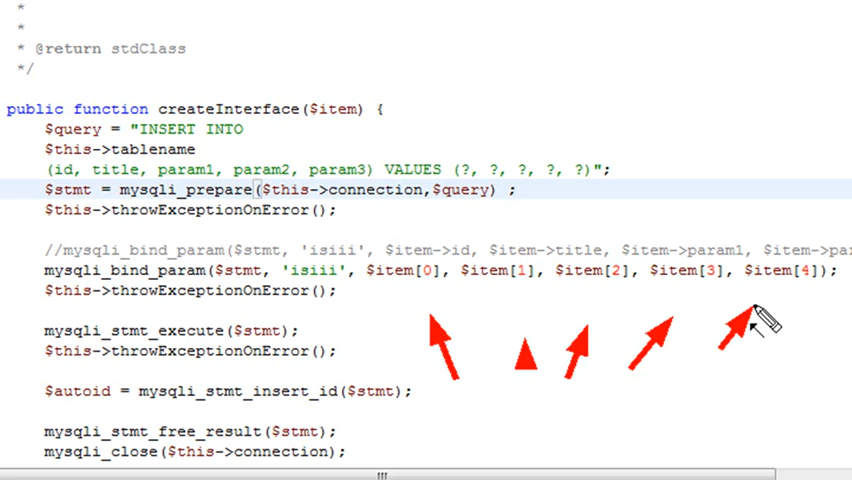 *
*
* @return stdClass
*/
public function createInterface($item) {
$query = "INSERT INTO
$this->tablename
(id, title, param1, param2, param3) VALUES (?, ?, ?, ?, ?)";
$stmt = mysqli_prepare($this->connection,$query) ;
$this->throwExceptionOnError();
//mysqli_bind_param($stmt, 'isiii', $item->id, $item->title, $item->param1, $item->par
mysqli_bind_param($stmt, 'isiii', $item[0], $item[1], $item[2], $item[3], $item[4]);
$this->throwExceptionOnError();
mysqli_stmt_execute($stmt);
$this->throwExceptionOnError();
$autoid = mysqli_stmt_insert_id($stmt);
mysqli_stmt_free_result($stmt);
mysqli_close($this->connection);